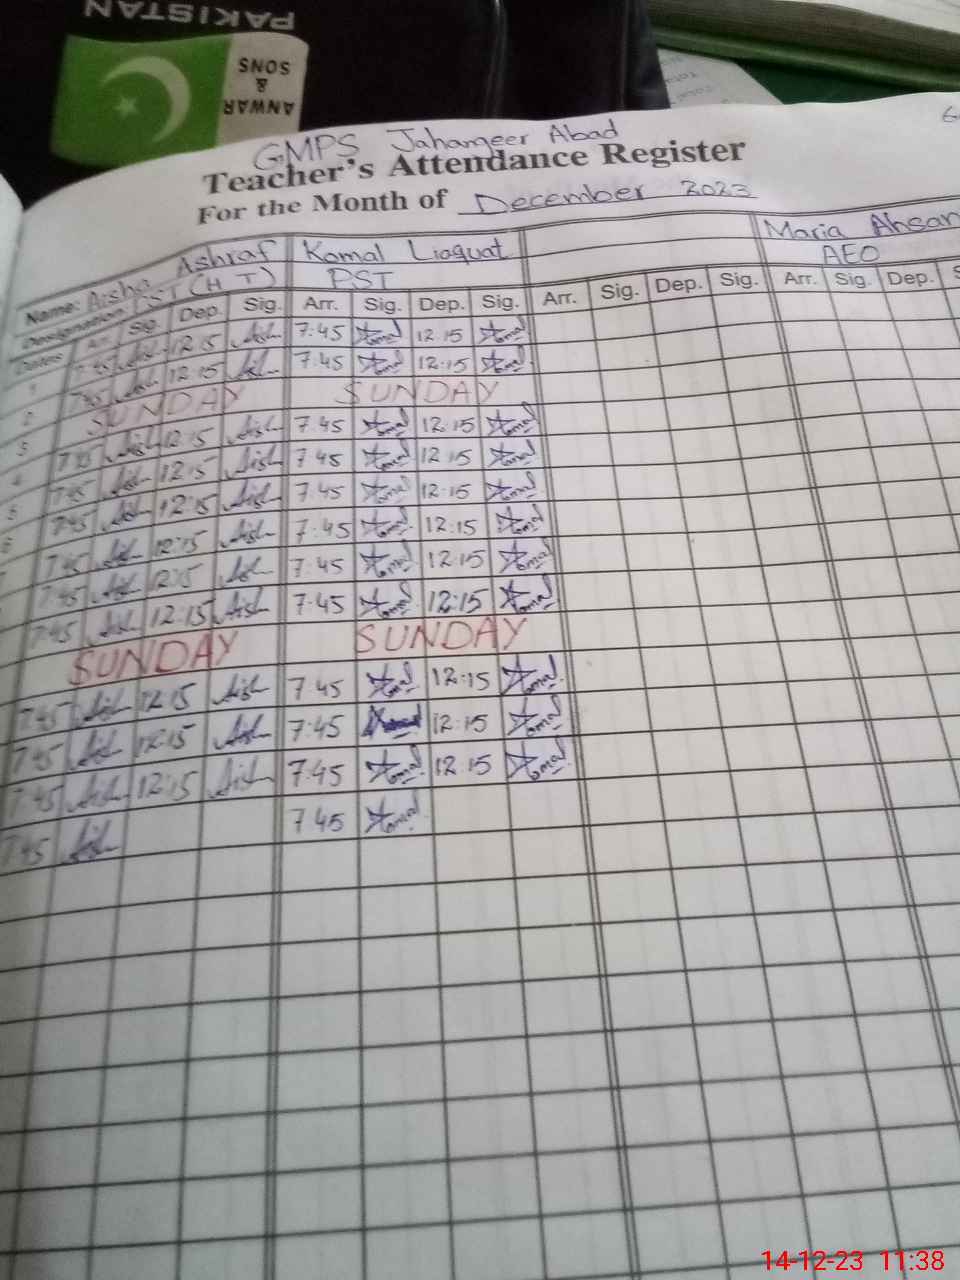 PAKISTAN
ANWAR
&
SONS
GMPS Jahangeer Abad
Teacher's Attendance Register
For the Month of December 2023
Name: Aisha Ashraf Komal Liaquat Maria Ahsan
Designation: PST (H T) PST AEO
Dates Arr. Sig. Dep. Sig. Arr. Sig. Dep. Sig. Arr. Sig. Dep. Sig. Arr. Sig. Dep. S
1 7:45 Aish 12:15 Aish 7:45 Komal 12:15 Komal
2 7:45 Aish 12:15 Aish 7:45 Komal 12:15 Komal
SUNDAY SUNDAY
7:45 Aish 12:15 Aish 7:45 Komal 12:15 Komal
7:45 Aish 12:15 Aish 7:45 Komal 12:15 Komal
7:45 Aish 12:15 Aish 7:45 Komal 12:15 Komal
7:45 Aish 12:15 Aish 7:45 Komal 12:15 Komal
7:45 Aish 12:15 Aish 7:45 Komal 12:15 Komal
7:45 Aish 12:15 Aish 7:45 Komal 12:15 Komal
SUNDAY SUNDAY
7:45 Aish 12:15 Aish 7:45 Komal 12:15 Komal
7:45 Aish 12:15 Aish 7:45 Komal 12:15 Komal
7:45 Aish 12:15 Aish 7:45 Komal 12:15 Komal
7:45 Aish 7:45 Komal
14-12-23 11:38